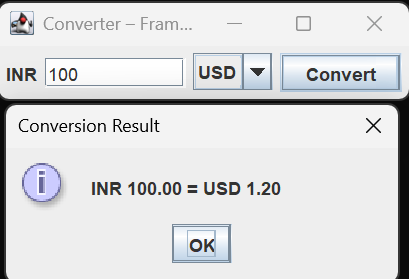 Converter – Fram...
INR 100 USD Convert
Conversion Result
INR 100.00 = USD 1.20
OK